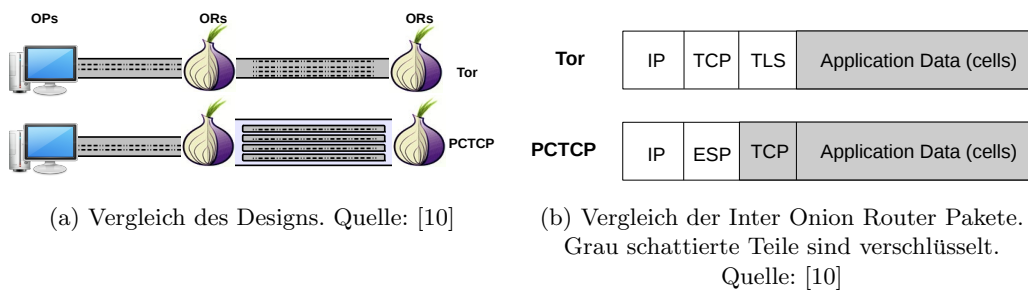 OPs ORs ORs
Tor
PCTCP
(a) Vergleich des Designs. Quelle: [10]
Tor IP TCP TLS Application Data (cells)
PCTCP IP ESP TCP Application Data (cells)
(b) Vergleich der Inter Onion Router Pakete.
Grau schattierte Teile sind verschlüsselt.
Quelle: [10]